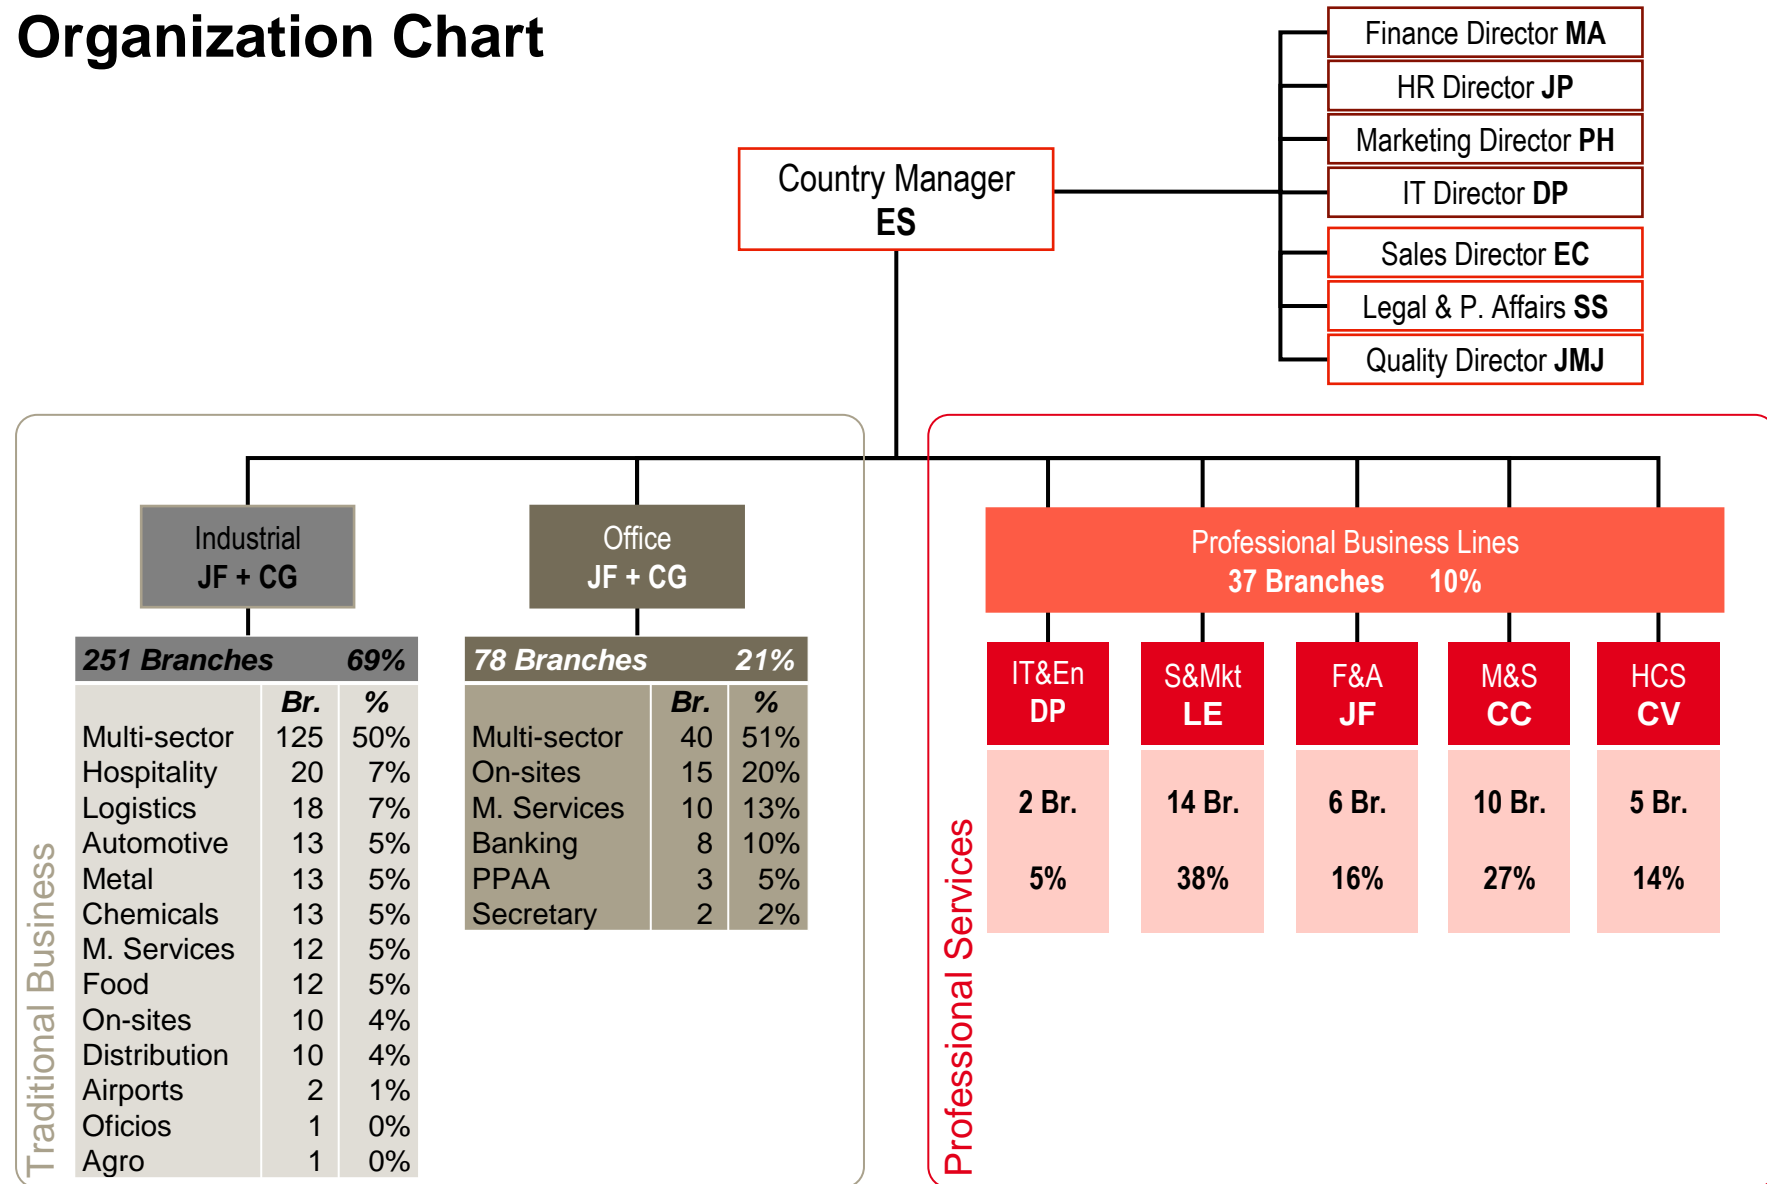 Organization Chart
Finance Director MA
HR Director JP
Marketing Director PH
IT Director DP
Sales Director EC
Legal & P. Affairs SS
Quality Director JMJ
Country Manager
ES
Traditional Business
Industrial
JF + CG
251 Branches 69%
Br. %
Multi-sector 125 50%
Hospitality 20 7%
Logistics 18 7%
Automotive 13 5%
Metal 13 5%
Chemicals 13 5%
M. Services 12 5%
Food 12 5%
On-sites 10 4%
Distribution 10 4%
Airports 2 1%
Oficios 1 0%
Agro 1 0%
Office
JF + CG
78 Branches 21%
Br. %
Multi-sector 40 51%
On-sites 15 20%
M. Services 10 13%
Banking 8 10%
PPAA 3 5%
Secretary 2 2%
Professional Services
Professional Business Lines
37 Branches 10%
IT&En
DP
2 Br.
5%
S&Mkt
LE
14 Br.
38%
F&A
JF
6 Br.
16%
M&S
CC
10 Br.
27%
HCS
CV
5 Br.
14%